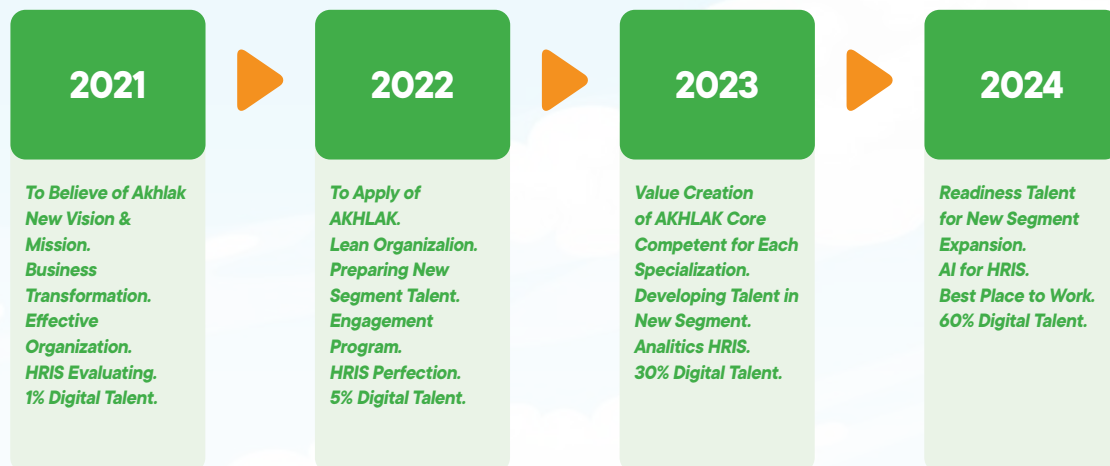 2021
To Believe of Akhlak
New Vision &
Mission.
Business
Transformation.
Effective
Organization.
HRIS Evaluating.
1% Digital Talent.
2022
To Apply of
AKHLAK.
Lean Organizalion.
Preparing New
Segment Talent.
Engagement
Program.
HRIS Perfection.
5% Digital Talent.
2023
Value Creation
of AKHLAK Core
Competent for Each
Specialization.
Developing Talent in
New Segment.
Analitics HRIS.
30% Digital Talent.
2024
Readiness Talent
for New Segment
Expansion.
AI for HRIS.
Best Place to Work.
60% Digital Talent.